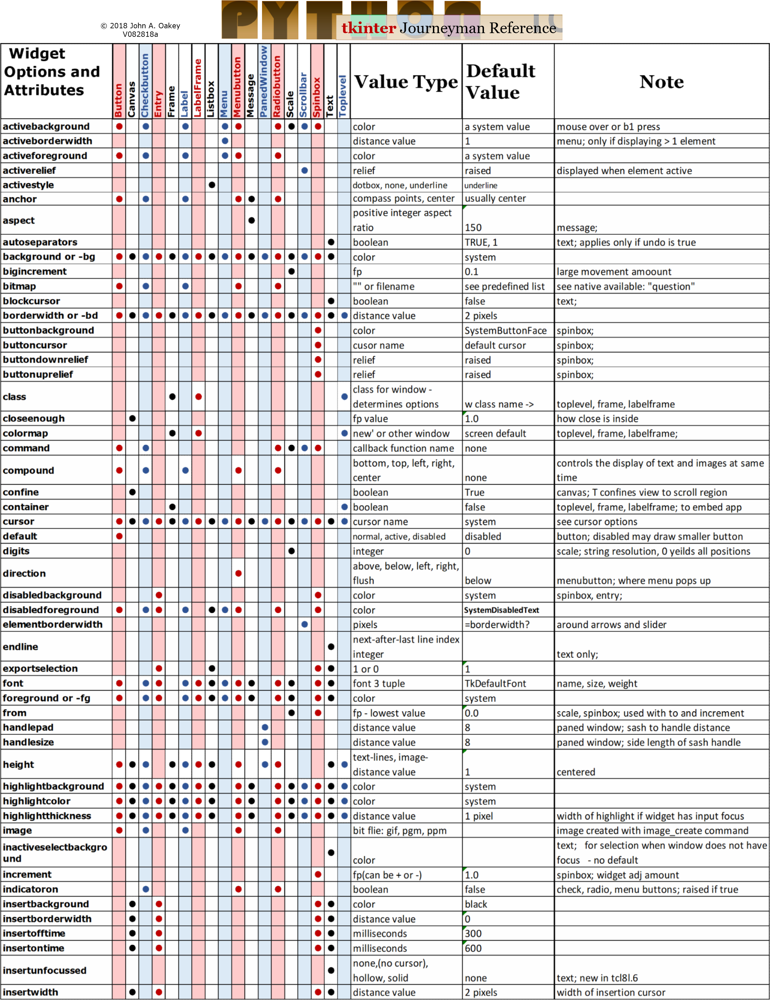 PYTHON
© 2018 John A. Oakey
V082818a
tkinter Journeyman Reference
Widget Options and Attributes Button Canvas Checkbutton Entry Frame Label LabelFrame Listbox Menu Menubutton Message PanedWindow Radiobutton Scale Scrollbar Spinbox Text Toplevel Value Type Default Value Note
activebackground color a system value mouse over or b1 press
activeborderwidth distance value 1 menu; only if displaying > 1 element
activeforeground color a system value
activerelief relief raised displayed when element active
activestyle dotbox, none, underline underline
anchor compass points, center usually center
aspect positive integer aspect ratio 150 message;
autoseparators boolean TRUE, 1 text; applies only if undo is true
background or -bg color system
bigincrement fp 0.1 large movement amoount
bitmap "" or filename see predefined list see native available: "question"
blockcursor boolean false text;
borderwidth or -bd distance value 2 pixels
buttonbackground color SystemButtonFace spinbox;
buttoncursor cusor name default cursor spinbox;
buttondownrelief relief raised spinbox;
buttonuprelief relief raised spinbox;
class class for window - determines options w class name -> toplevel, frame, labelframe
closeenough fp value 1.0 how close is inside
colormap new' or other window screen default toplevel, frame, labelframe;
command callback function name none
compound bottom, top, left, right, center none controls the display of text and images at same time
confine boolean True canvas; T confines view to scroll region
container boolean false toplevel, frame, labelframe; to embed app
cursor cursor name system see cursor options
default normal, active, disabled disabled button; disabled may draw smaller button
digits integer 0 scale; string resolution, 0 yeilds all positions
direction above, below, left, right, flush below menubutton; where menu pops up
disabledbackground color system spinbox, entry;
disabledforeground color SystemDisabledText
elementborderwidth pixels =borderwidth? around arrows and slider
endline next-after-last line index integer text only;
exportselection 1 or 0 1
font font 3 tuple TkDefaultFont name, size, weight
foreground or -fg color system
from fp - lowest value 0.0 scale, spinbox; used with to and increment
handlepad distance value 8 paned window; sash to handle distance
handlesize distance value 8 paned window; side length of sash handle
height text-lines, image- distance value 1 centered
highlightbackground color system
highlightcolor color system
highlightthickness distance value 1 pixel width of highlight if widget has input focus
image bit flie: gif, pgm, ppm image created with image_create command
inactiveselectbackgro und color text; for selection when window does not have focus - no default
increment fp(can be + or -) 1.0 spinbox; widget adj amount
indicatoron boolean false check, radio, menu buttons; raised if true
insertbackground color black
insertborderwidth distance value 0
insertofftime milliseconds 300
insertontime milliseconds 600
insertunfocussed none,(no cursor), hollow, solid none text; new in tcl8l.6
insertwidth distance value 2 pixels width of insertion cursor